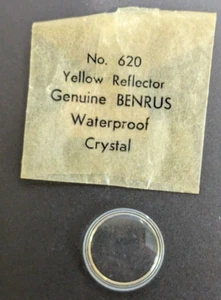 No. 620
Yellow Reflector
Genuine BENRUS
Waterproof
Crystal